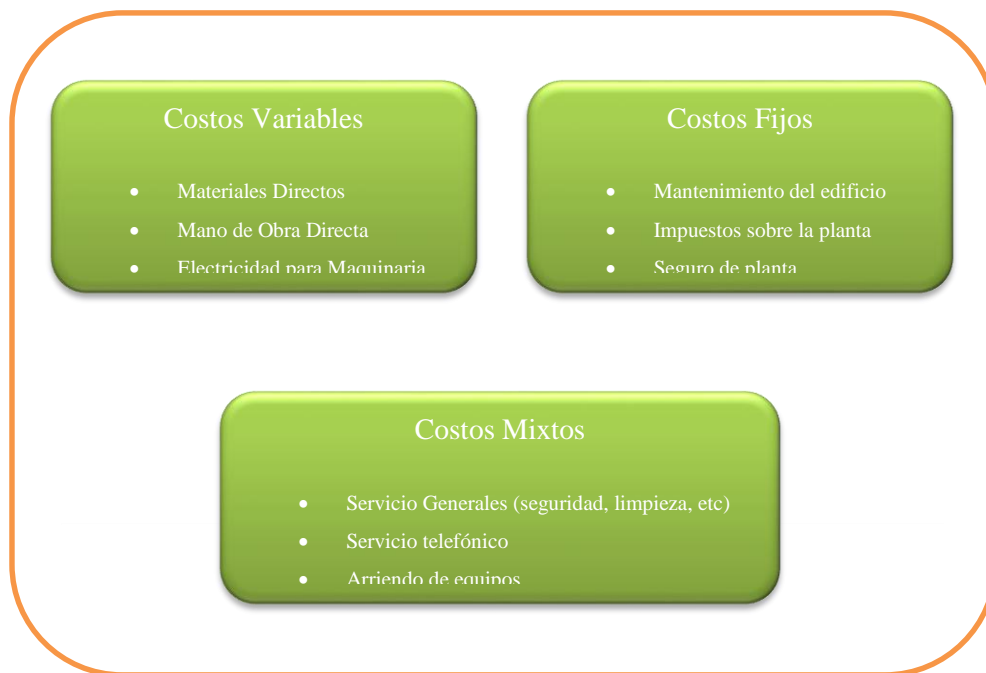 Costos Variables
• Materiales Directos
• Mano de Obra Directa
• Electricidad para Maquinaria
Costos Fijos
• Mantenimiento del edificio
• Impuestos sobre la planta
• Seguro de planta
Costos Mixtos
• Servicio Generales (seguridad, limpieza, etc)
• Servicio telefónico
• Arriendo de equipos